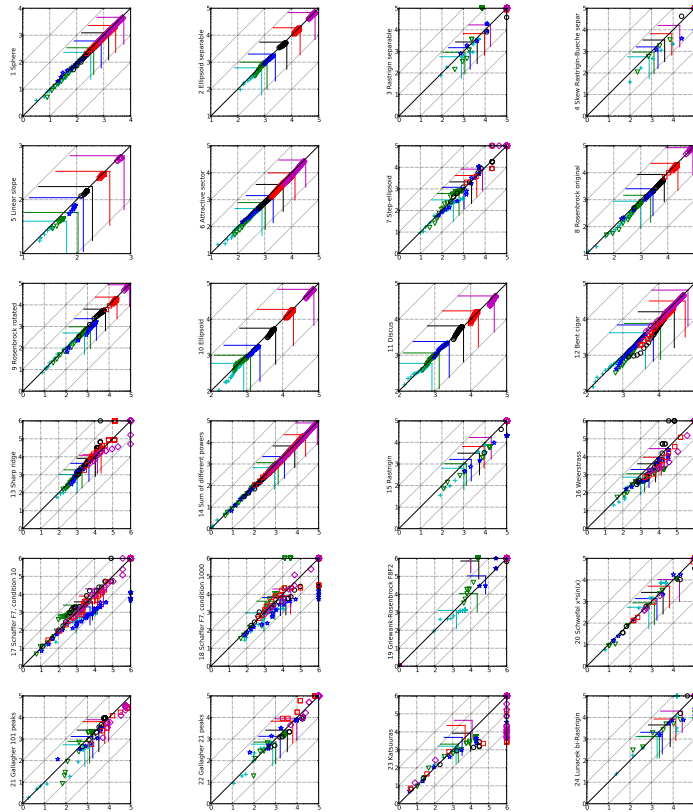 1 Sphere
2 Ellipsoid separable
3 Rastrigin separable
4 Skew Rastrigin-Bueche separ
5 Linear slope
6 Attractive sector
7 Step-ellipsoid
8 Rosenbrock original
9 Rosenbrock rotated
10 Ellipsoid
11 Discus
12 Bent cigar
13 Sharp ridge
14 Sum of different powers
15 Rastrigin
16 Weierstrass
17 Schaffer F7, condition 10
18 Schaffer F7, condition 1000
19 Griewank-Rosenbrock F8F2
20 Schwefel x*sin(x)
21 Gallagher 101 peaks
22 Gallagher 21 peaks
23 Katsuuras
24 Lunacek bi-Rastrigin